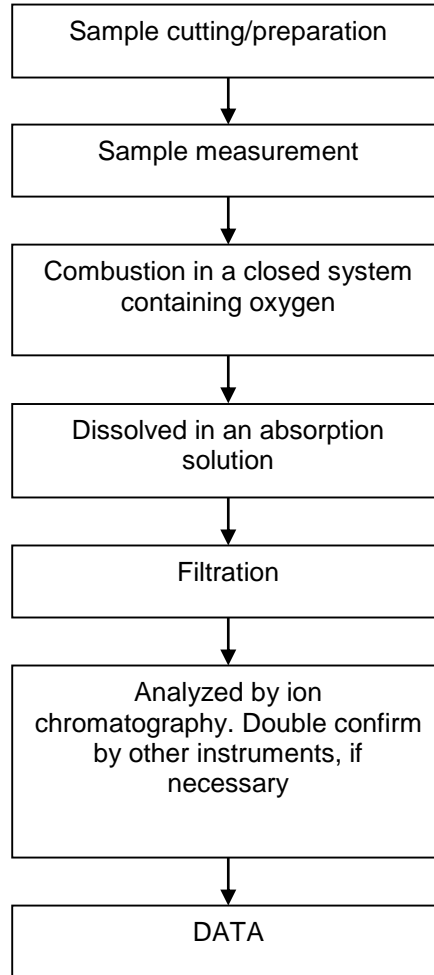 Sample cutting/preparation
Sample measurement
Combustion in a closed system
containing oxygen
Dissolved in an absorption
solution
Filtration
Analyzed by ion
chromatography. Double confirm
by other instruments, if
necessary
DATA